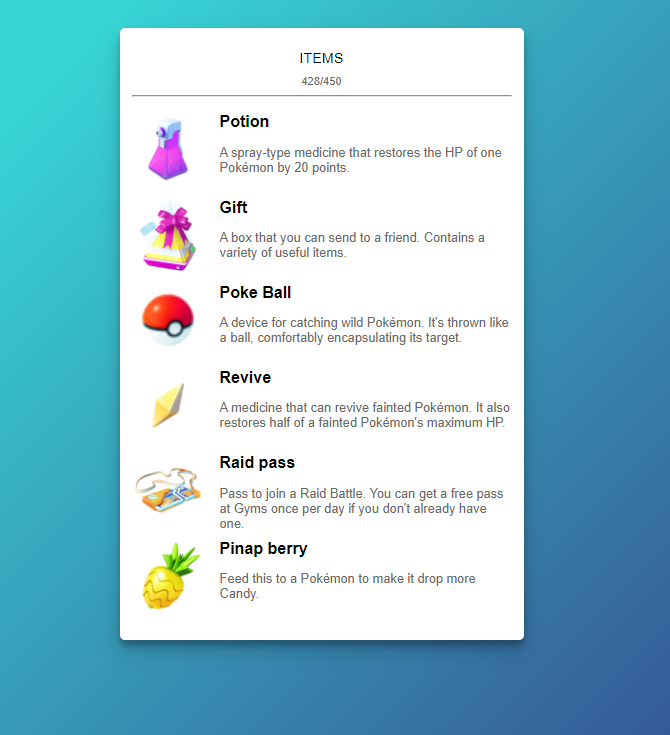 ITEMS
428/450
Potion
A spray-type medicine that restores the HP of one
Pokémon by 20 points.
Gift
A box that you can send to a friend. Contains a
variety of useful items.
Poke Ball
A device for catching wild Pokémon. It's thrown like
a ball, comfortably encapsulating its target.
Revive
A medicine that can revive fainted Pokémon. It also
restores half of a fainted Pokémon's maximum HP.
Raid pass
Pass to join a Raid Battle. You can get a free pass
at Gyms once per day if you don't already have
one.
Pinap berry
Feed this to a Pokémon to make it drop more
Candy.